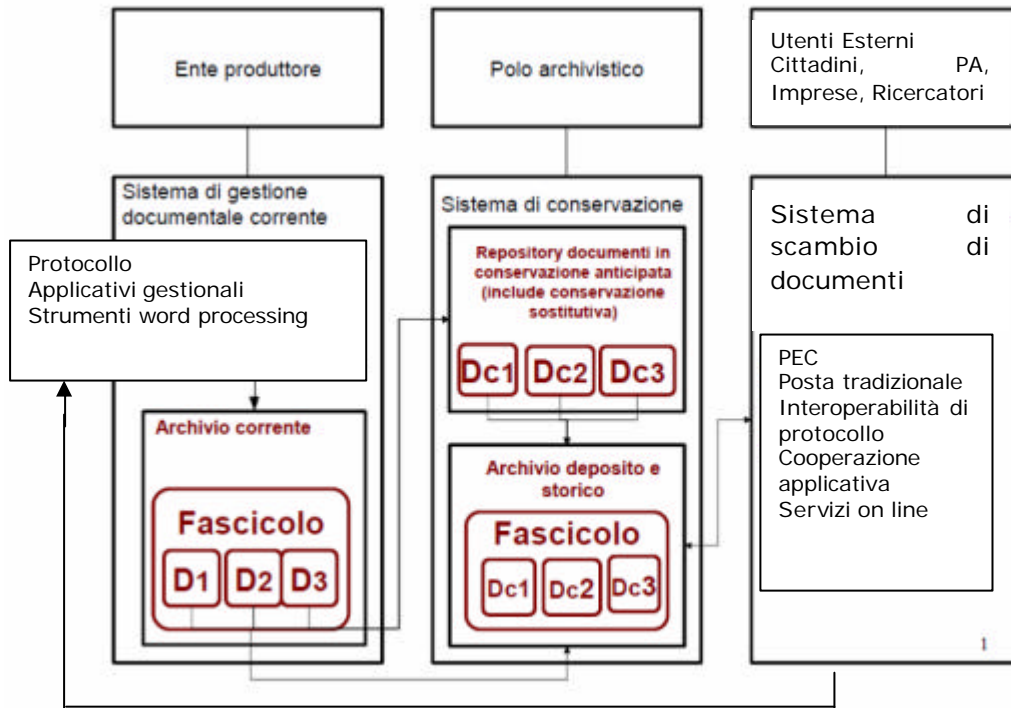 Ente produttore
Polo archivistico
Utenti Esterni
Cittadini, PA,
Imprese, Ricercatori
Sistema di gestione
documentale corrente
Protocollo
Applicativi gestionali
Strumenti word processing
Archivio corrente
Fascicolo
D1 D2 D3
Sistema di conservazione
Repository documenti in
conservazione anticipata
(include conservazione
sostitutiva)
Dc1 Dc2 Dc3
Archivio deposito e
storico
Fascicolo
Dc1 Dc2 Dc3
Sistema di
scambio di
documenti
PEC
Posta tradizionale
Interoperabilità di
protocollo
Cooperazione
applicativa
Servizi on line
1